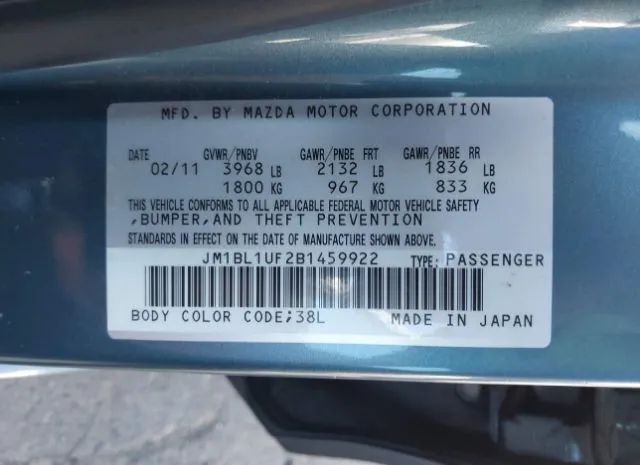 MFD. BY MAZDA MOTOR CORPORATION
DATE GVWR/PNBV GAWR/PNBE FRT GAWR/PNBE RR
02/11 3968 LB 2132 LB 1836 LB
1800 KG 967 KG 833 KG
THIS VEHICLE CONFORMS TO ALL APPLICABLE FEDERAL MOTOR VEHICLE SAFETY
,BUMPER,AND THEFT PREVENTION
STANDARDS IN EFFECT ON THE DATE OF MANUFACTURE SHOWN ABOVE.
JM1BL1UF2B1459922 TYPE: PASSENGER
BODY COLOR CODE;38L MADE IN JAPAN